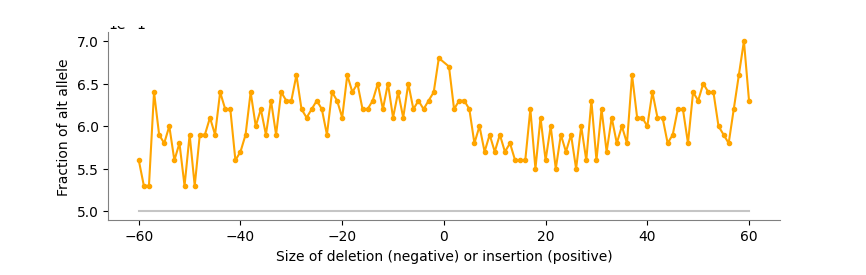 7.0
6.5
6.0
5.5
5.0
Fraction of alt allele
−60 −40 −20 0 20 40 60
Size of deletion (negative) or insertion (positive)